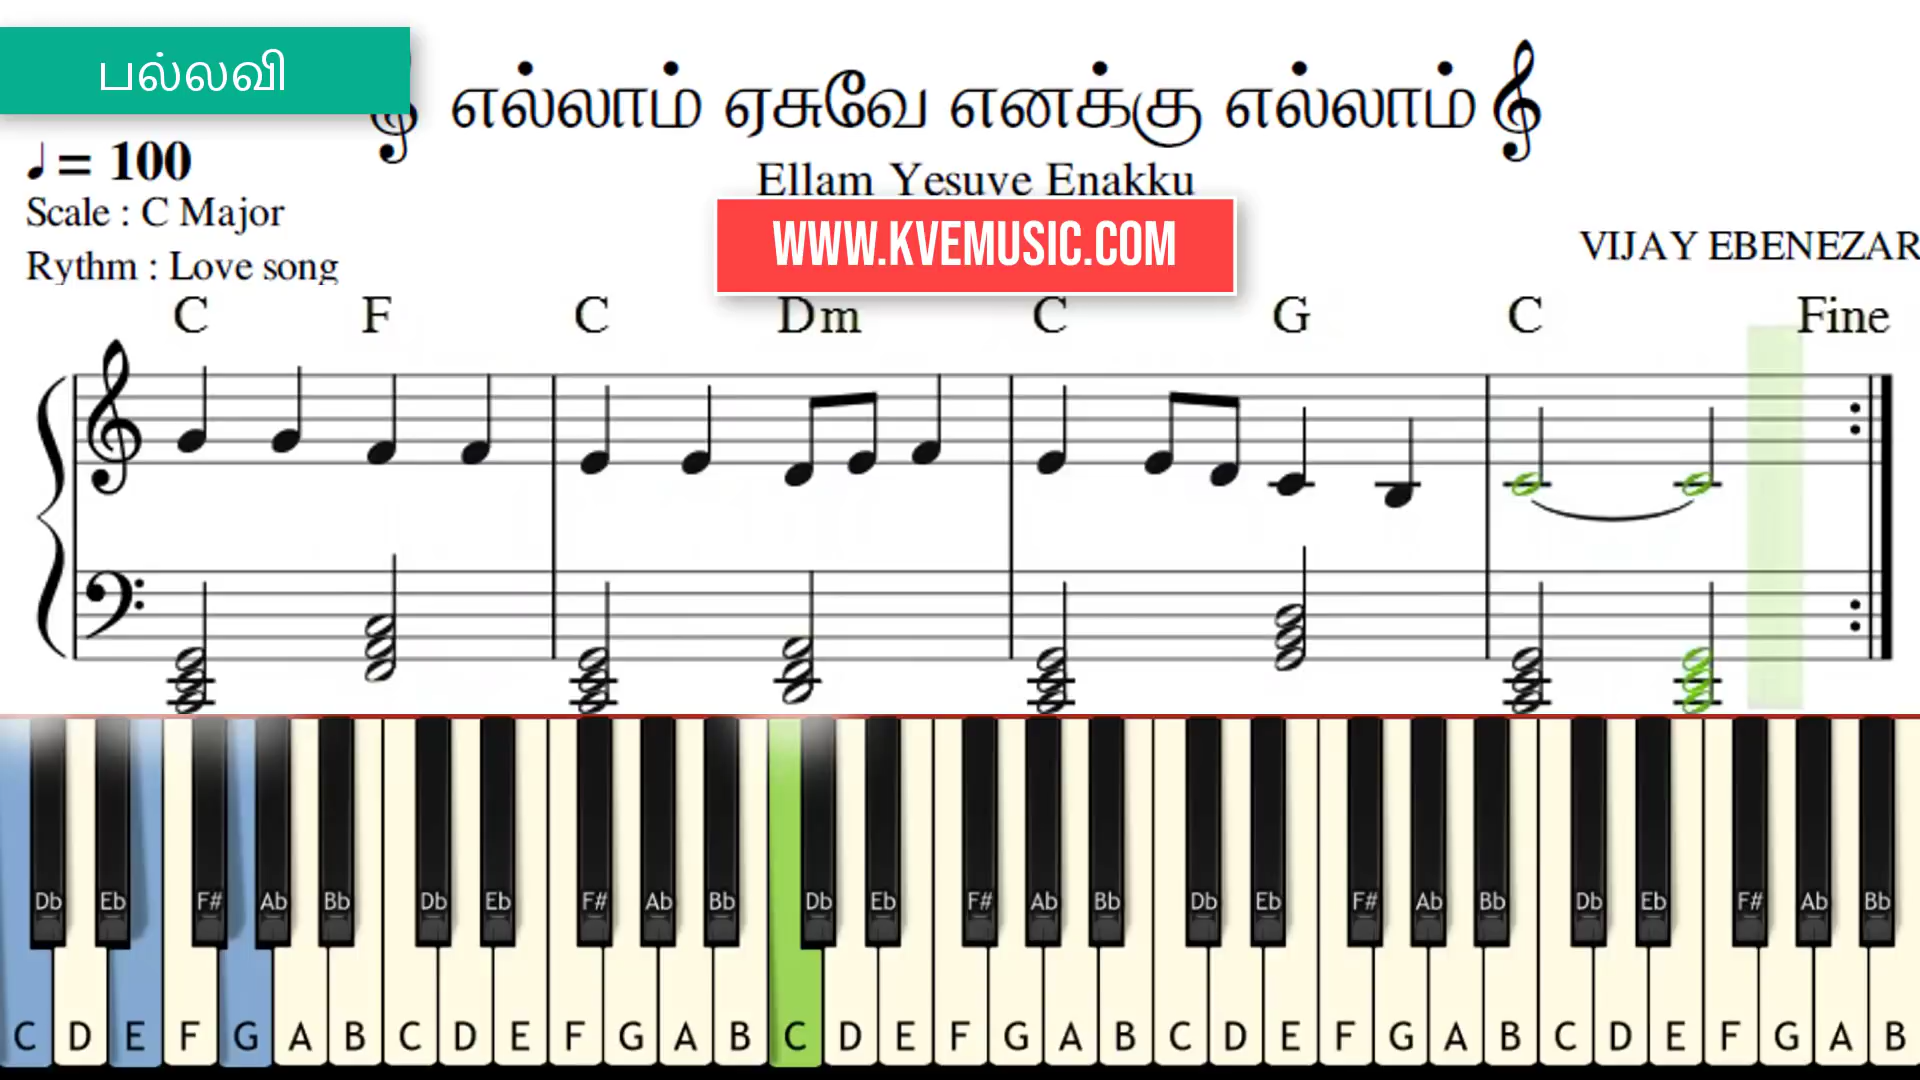 பல்லவி
எல்லாம் ஏசுவே எனக்கு எல்லாம்
♩ = 100
Ellam Yesuve Enakku
Scale : C Major
WWW.KVEMUSIC.COM
VIJAY EBENEZAR
Rythm : Love song
C F C Dm C G C Fine
Db Eb F# Ab Bb Db Eb F# Ab Bb Db Eb F# Ab Bb Db Eb F# Ab Bb Db Eb F# Ab Bb
C D E F G A B C D E F G A B C D E F G A B C D E F G A B C D E F G A B